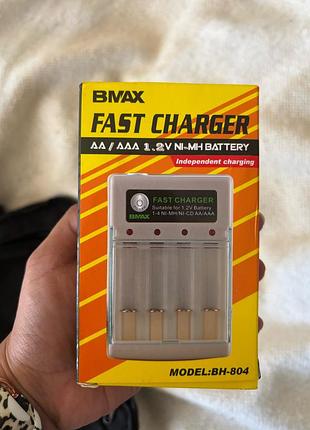 BMAX
FAST CHARGER
AA / AAA 1.2V NI-MH BATTERY
Independent charging
FAST CHARGER
Suitable for 1.2V Battery
1-4 NI-MH/NI-CD AA/AAA
BMAX
MODEL:BH-804